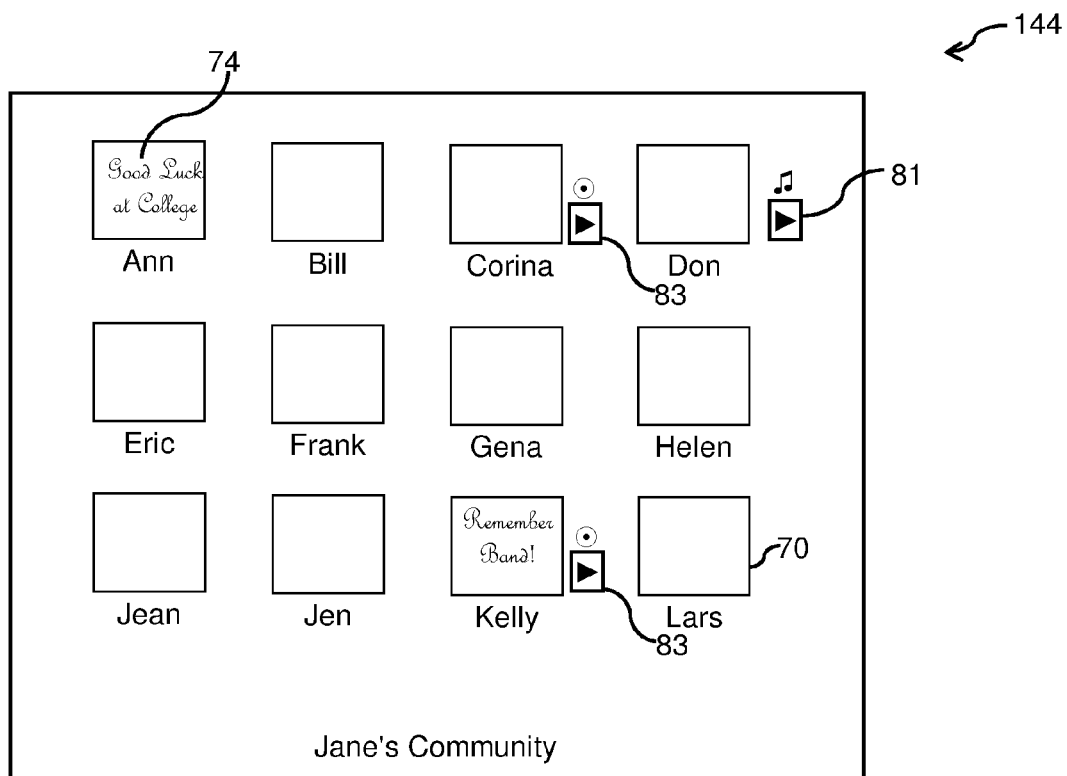 144
74
Good Luck
at College
81
Ann Bill Corina Don
83
Eric Frank Gena Helen
Remember
Band!
70
Jean Jen Kelly Lars
83
Jane's Community